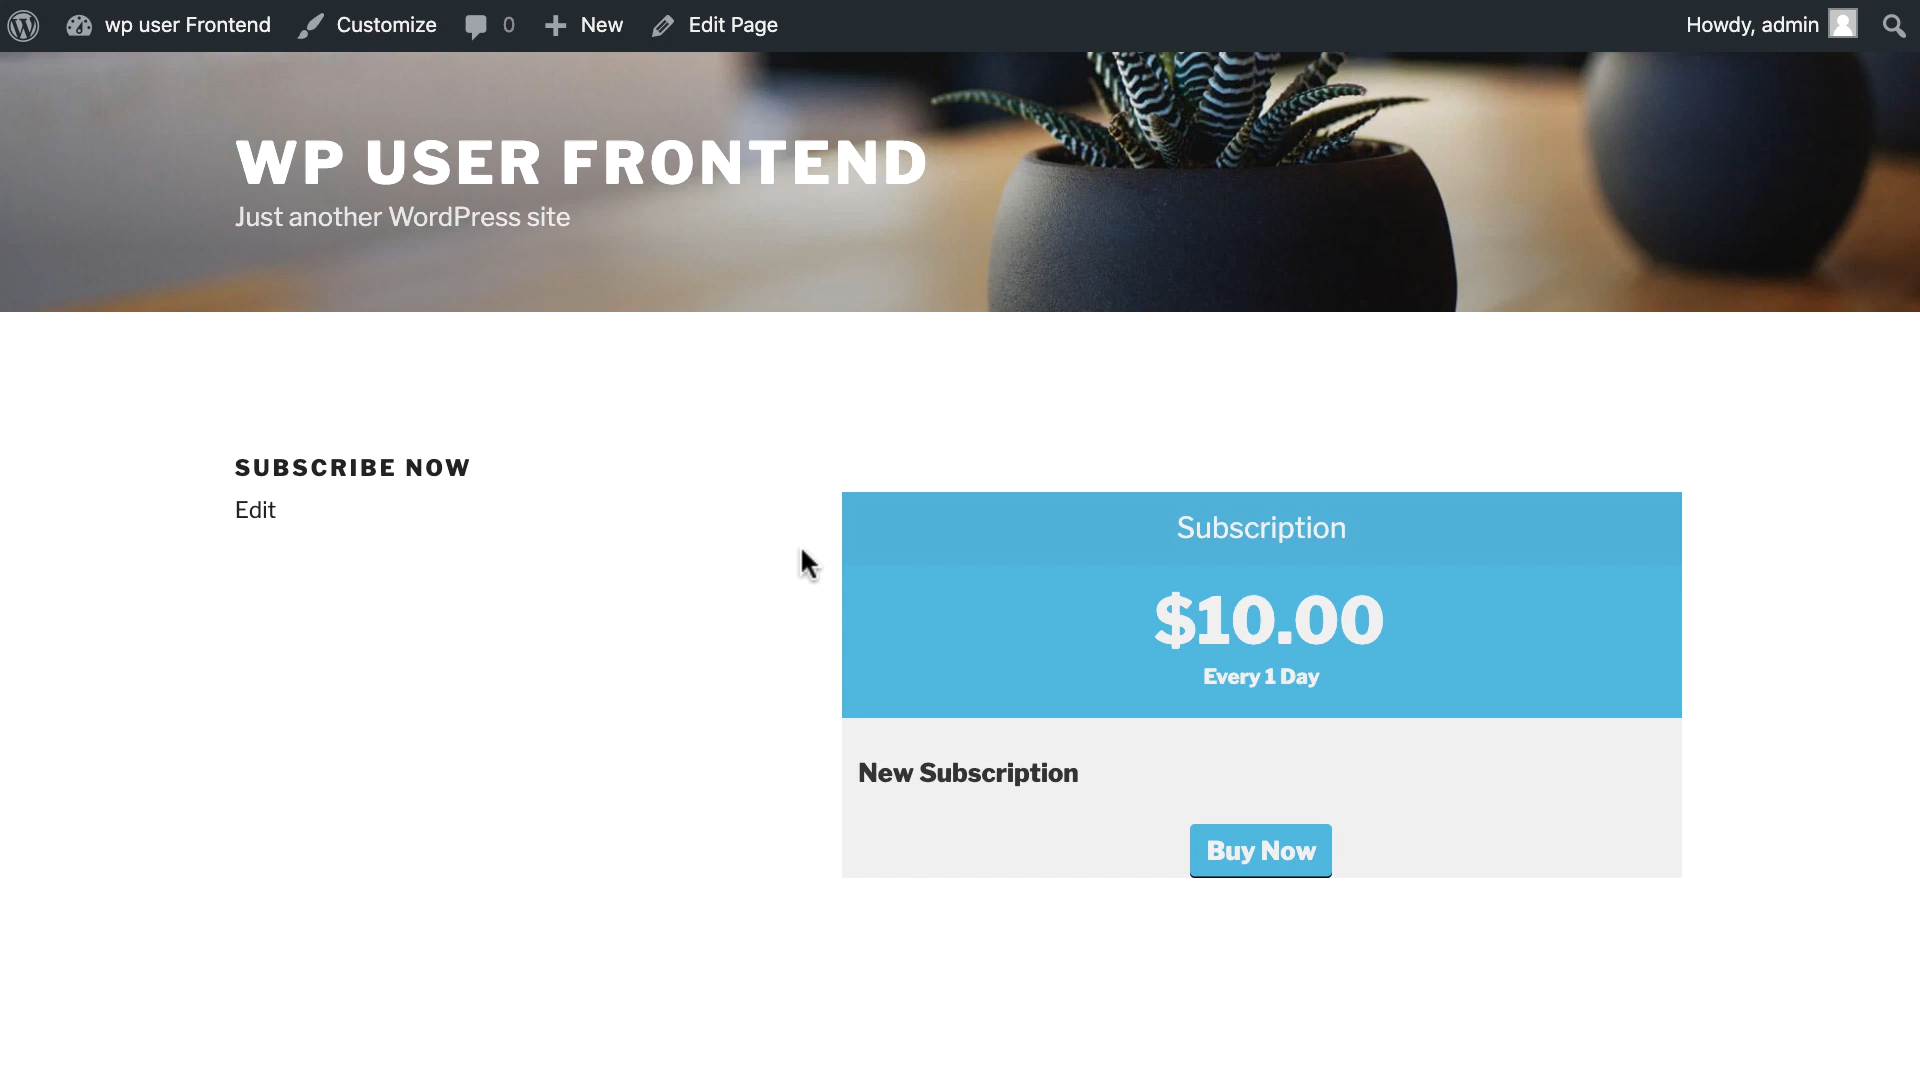 wp user Frontend Customize 0 New Edit Page Howdy, admin
WP USER FRONTEND
Just another WordPress site
SUBSCRIBE NOW
Edit
Subscription
$10.00
Every 1 Day
New Subscription
Buy Now